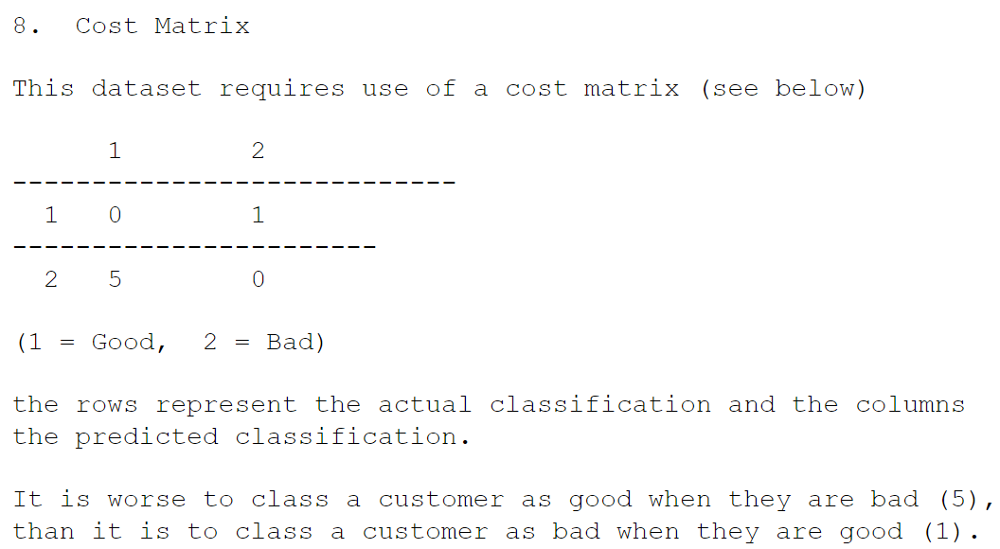 8.  Cost Matrix
This dataset requires use of a cost matrix (see below)
      1        2
----------------------------
  1   0        1
-----------------------
  2   5        0
(1 = Good,  2 = Bad)
the rows represent the actual classification and the columns
the predicted classification.
It is worse to class a customer as good when they are bad (5),
than it is to class a customer as bad when they are good (1).